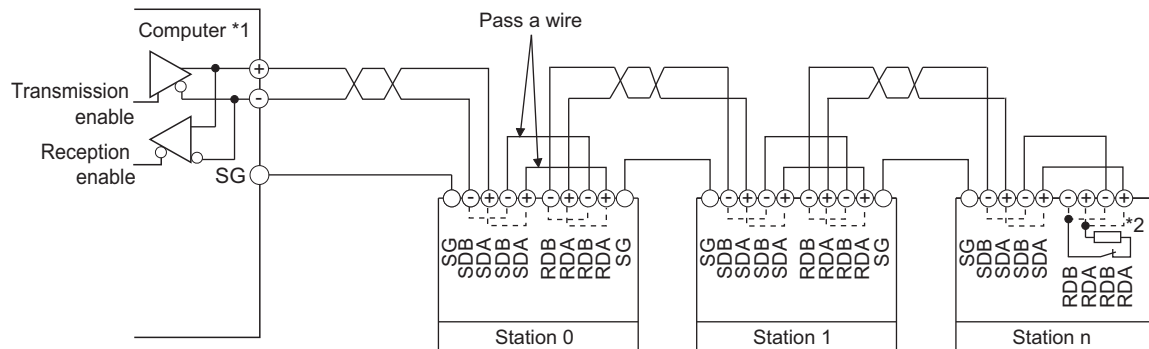 Pass a wire
Computer *1
+
-
Transmission
enable
Reception
enable
SG
- + - + - + - +
SG SDB SDA SDB SDA RDB RDA RDB RDA SG
Station 0
- + - + - + - +
SG SDB SDA SDB SDA RDB RDA RDB RDA SG
Station 1
- + - + - + - +
*2
SG SDB SDA SDB SDA RDB RDA RDB RDA
Station n